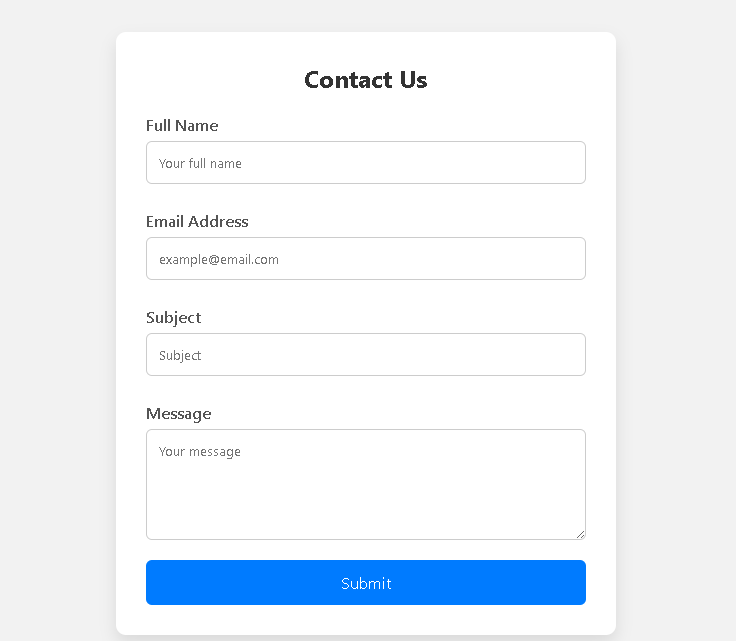 Contact Us
Full Name
Your full name
Email Address
example@email.com
Subject
Subject
Message
Your message
Submit